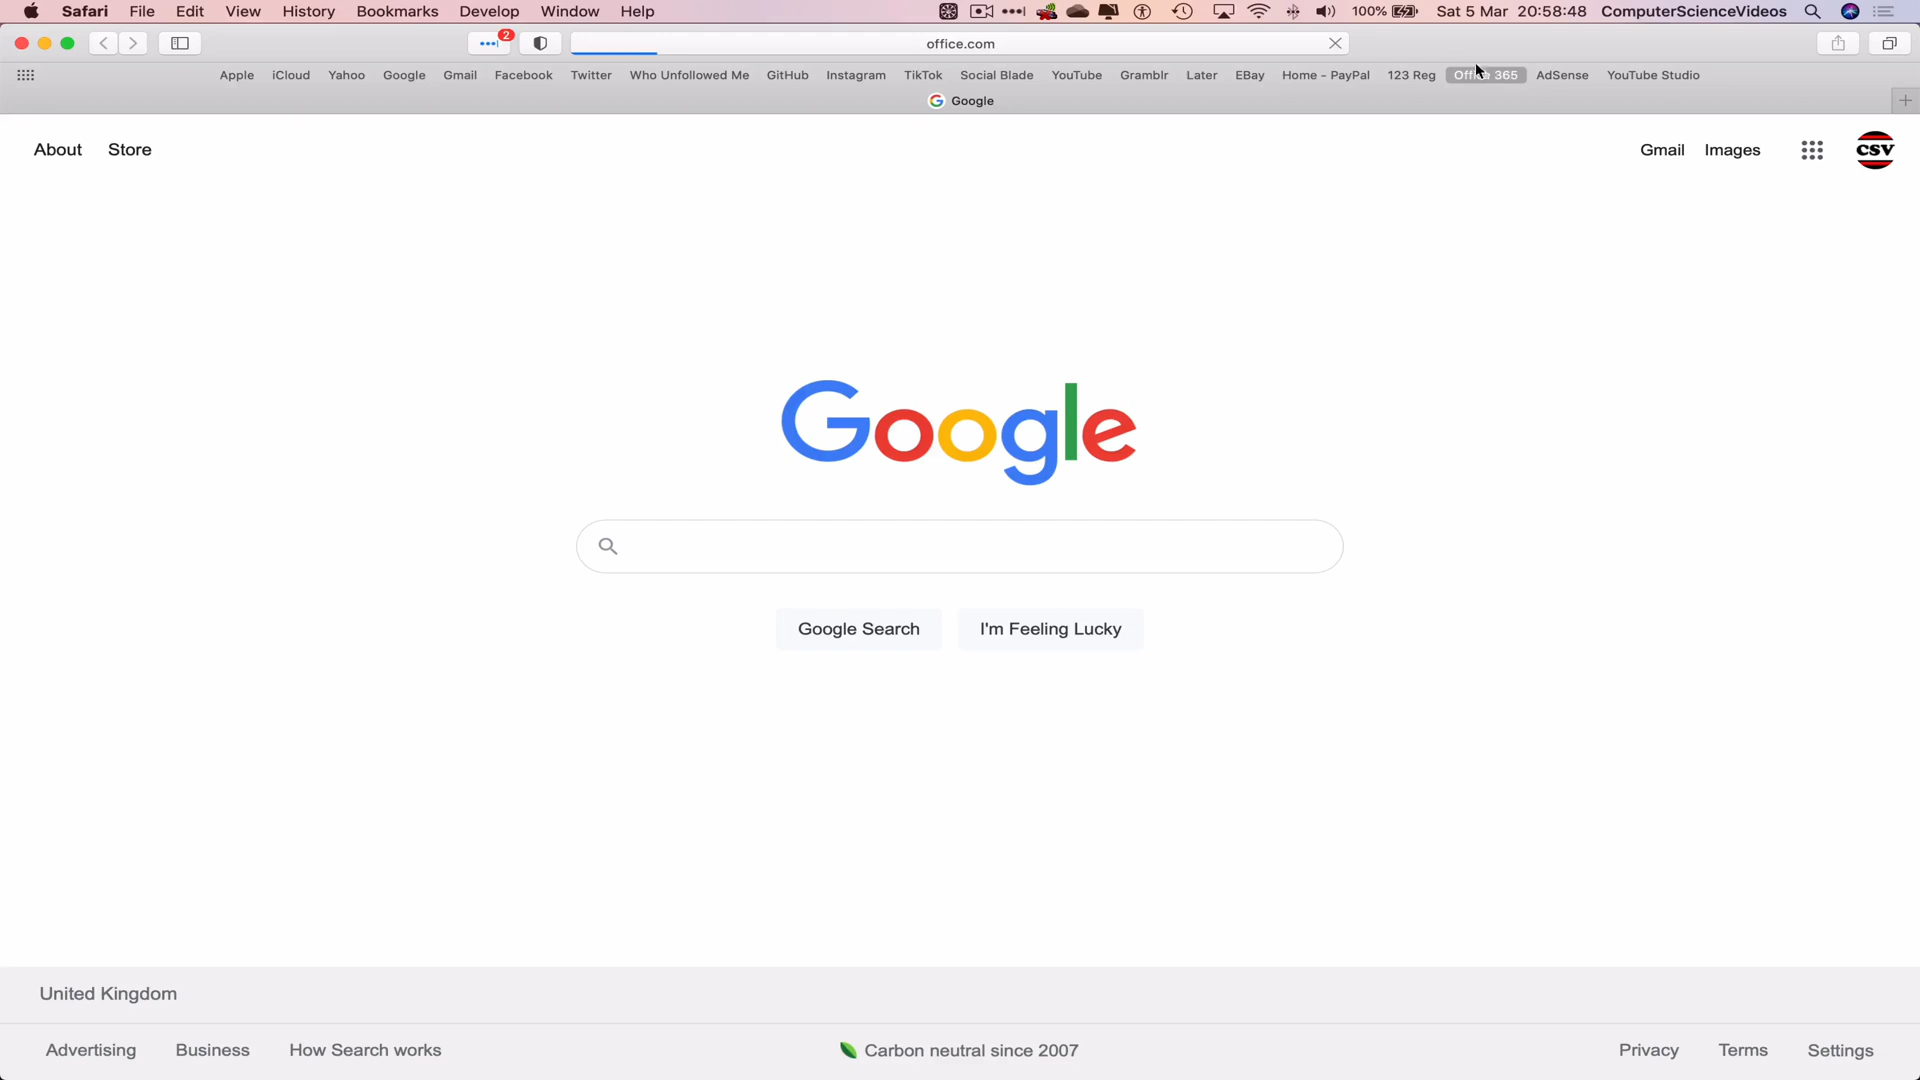 Safari File Edit View History Bookmarks Develop Window Help 100% Sat 5 Mar 20:58:48 ComputerScienceVideos
2 office.com
Apple iCloud Yahoo Google Gmail Facebook Twitter Who Unfollowed Me GitHub Instagram TikTok Social Blade YouTube Gramblr Later EBay Home - PayPal 123 Reg Office 365 AdSense YouTube Studio
Google
About Store Gmail Images CSV
Google
Google Search I'm Feeling Lucky
United Kingdom
Advertising Business How Search works Carbon neutral since 2007 Privacy Terms Settings